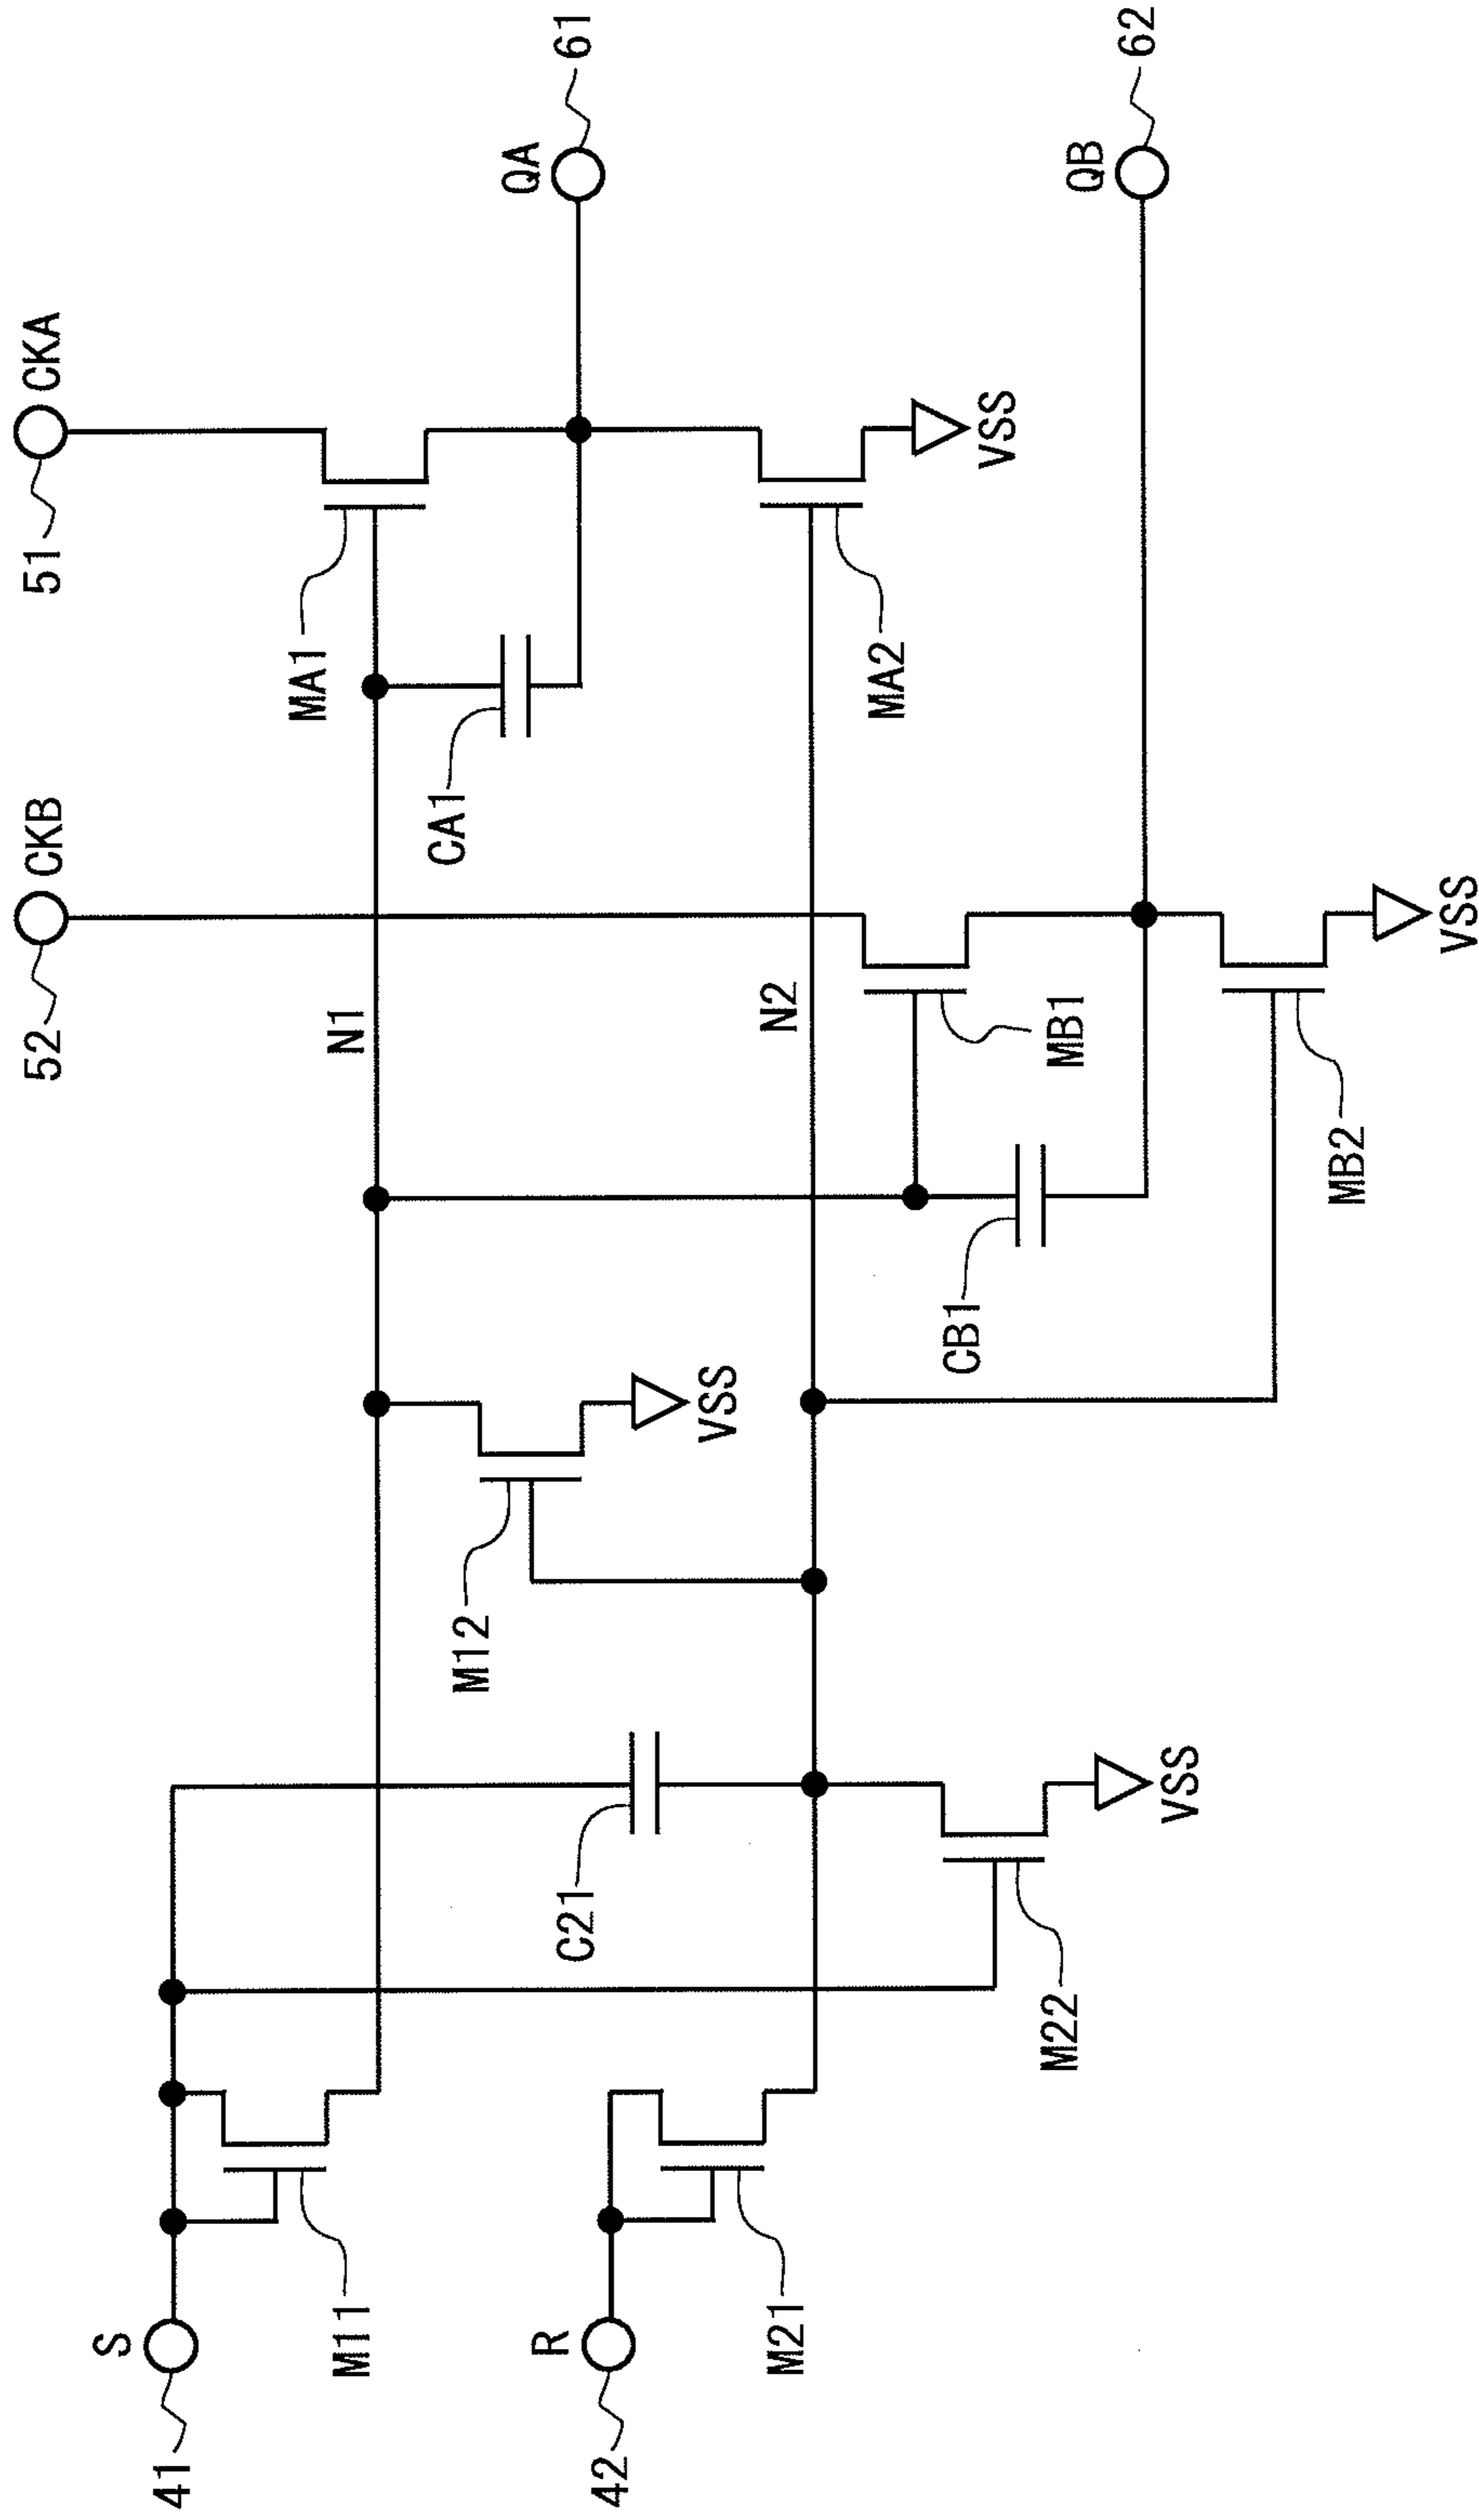 51
CKA
52
CKB
MA1
QA
61
N1
CA1
VSS
MA2
N2
QB
62
MB1
M12
VSS
CB1
MB2
VSS
S
41
M11
C21
R
42
M21
M22
VSS